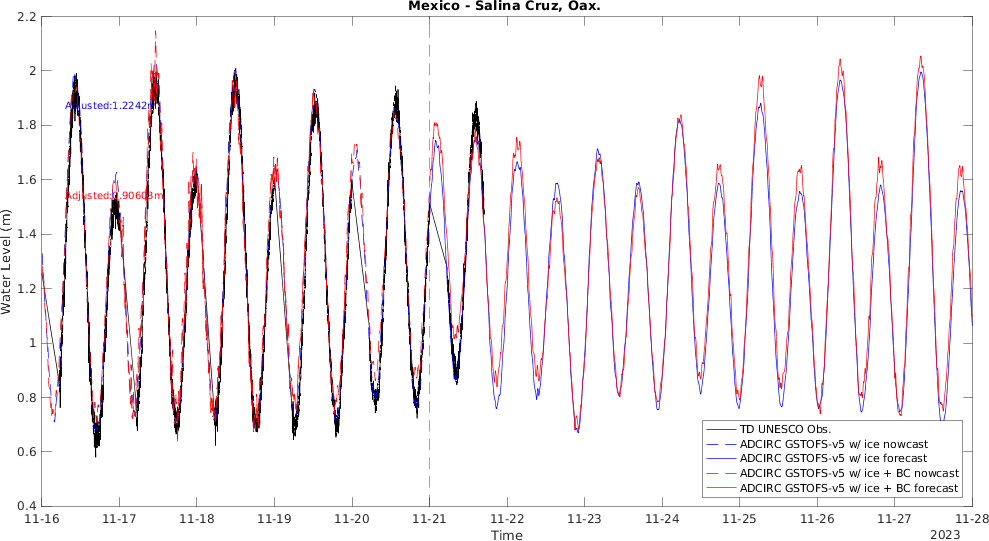 Mexico - Salina Cruz, Oax.
2.2
2
1.8
1.6
1.4
1.2
1
0.8
0.6
0.4
Water Level (m)
Adjusted:1.2242m
TD UNESCO Obs.
ADCIRC GSTOFS-v5 w/ ice nowcast
ADCIRC GSTOFS-v5 w/ ice forecast
ADCIRC GSTOFS-v5 w/ ice + BC nowcast
ADCIRC GSTOFS-v5 w/ ice + BC forecast
11-16 11-17 11-18 11-19 11-20 11-21 11-22 11-23 11-24 11-25 11-26 11-27 11-28
Time
2023